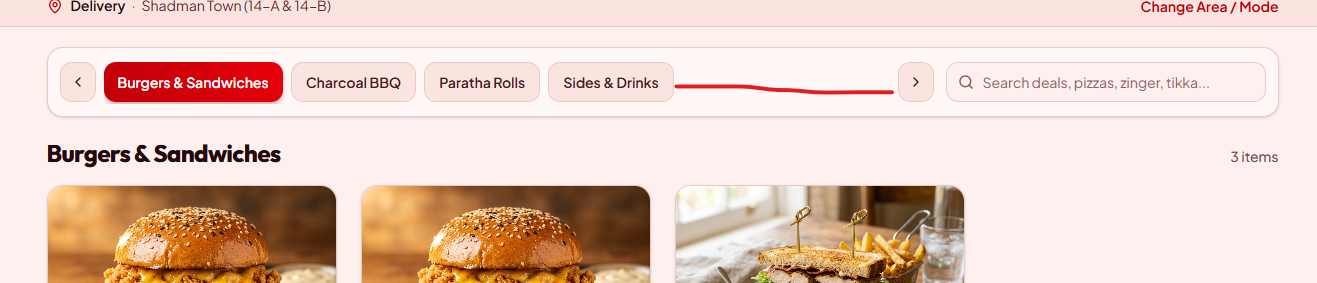 Delivery · Shadman Town (14–A & 14–B)
Change Area / Mode
Burgers & Sandwiches
Charcoal BBQ
Paratha Rolls
Sides & Drinks
Search deals, pizzas, zinger, tikka...
Burgers & Sandwiches
3 items